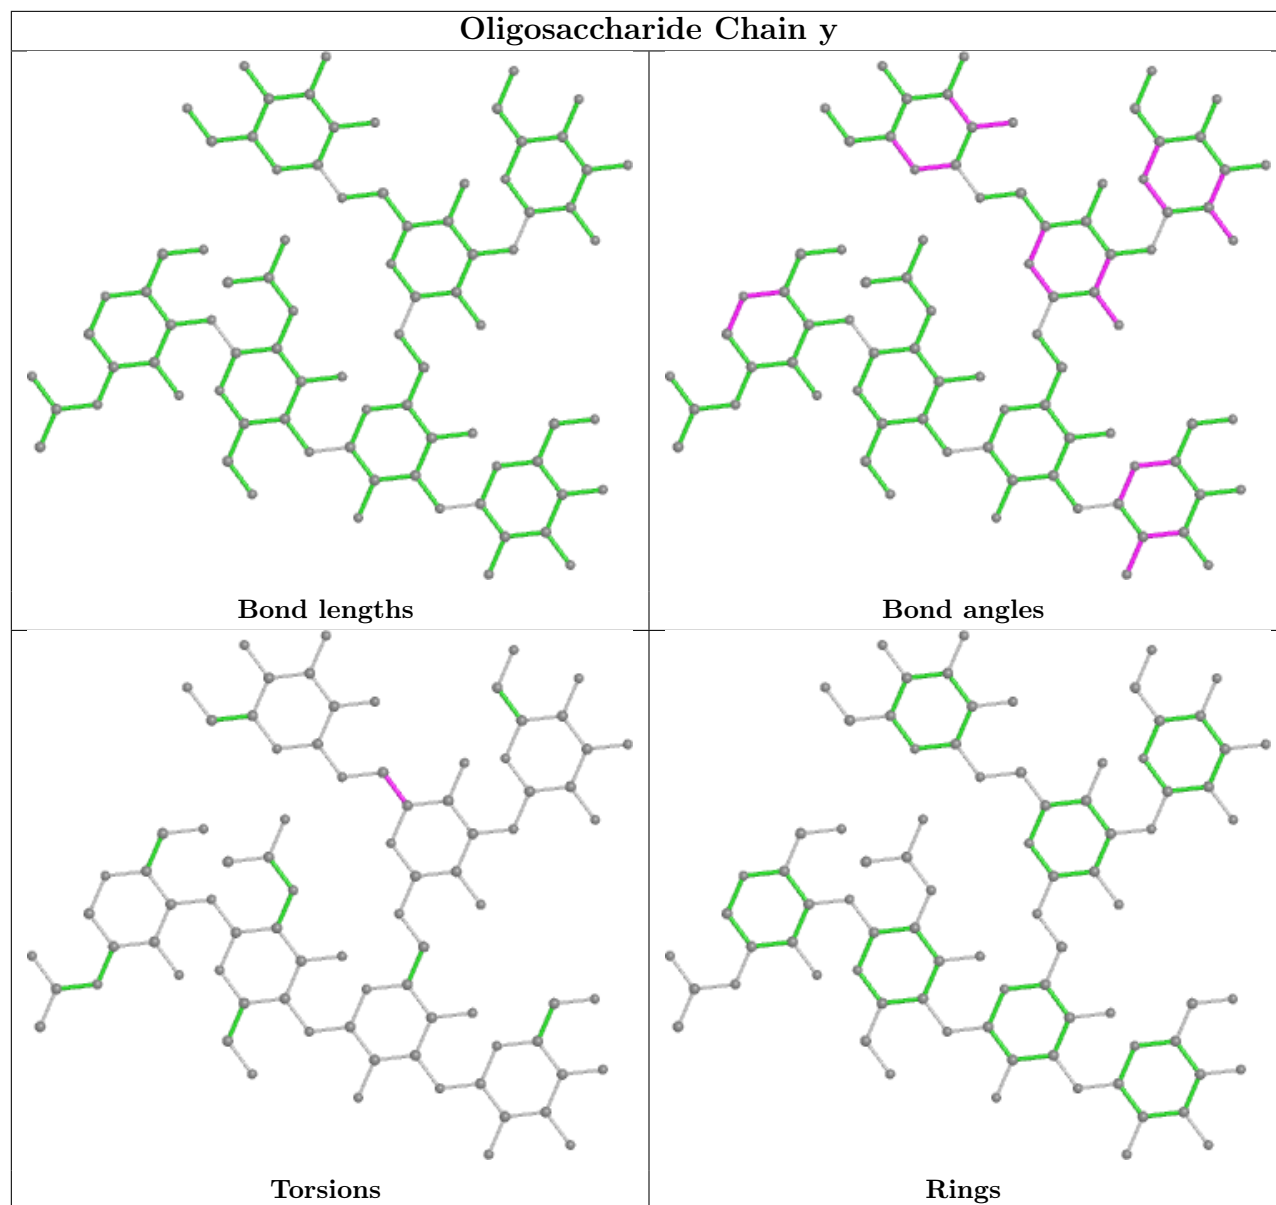 Oligosaccharide Chain y
Bond lengths
Bond angles
Torsions
Rings